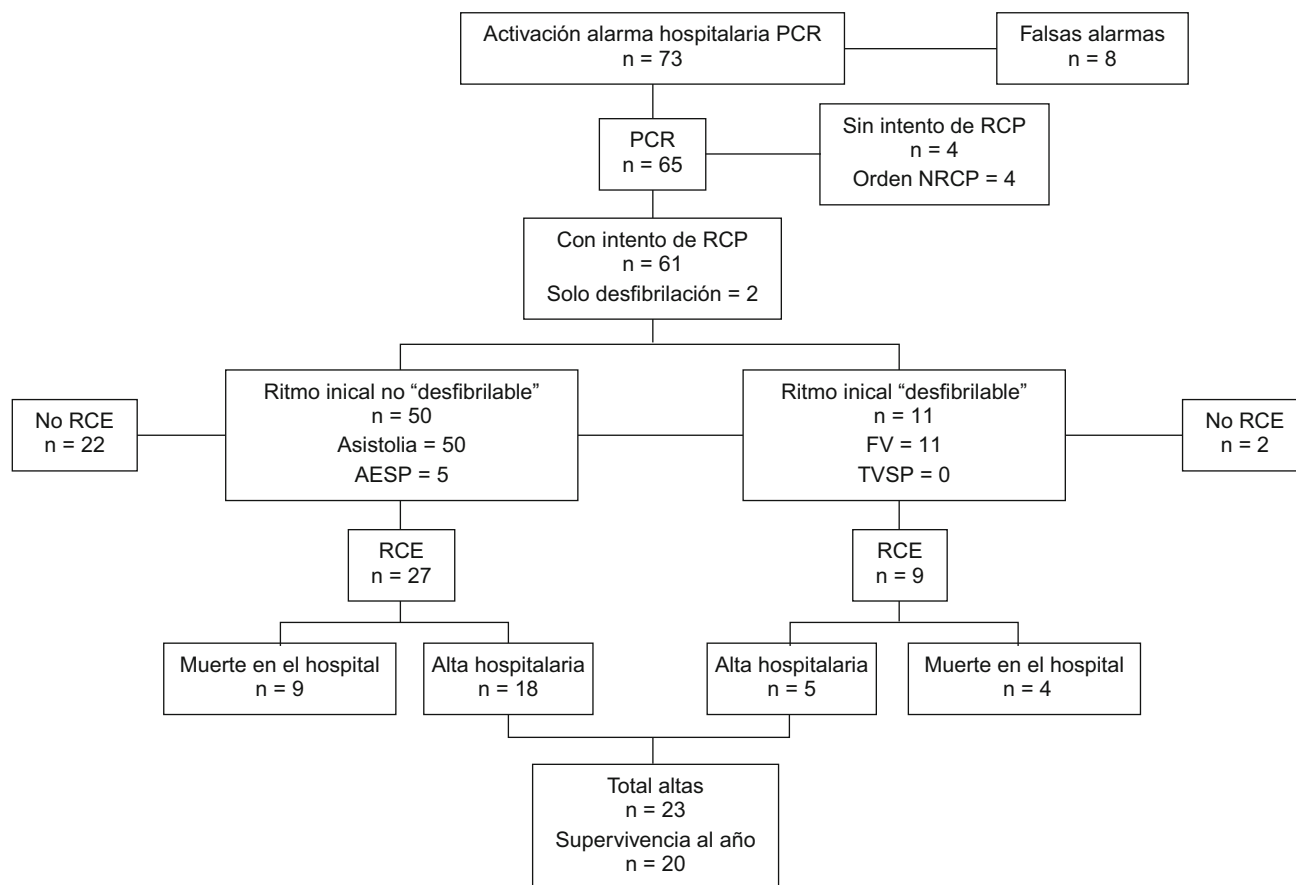 Activación alarma hospitalaria PCR
n = 73
Falsas alarmas
n = 8
PCR
n = 65
Sin intento de RCP
n = 4
Orden NRCP = 4
Con intento de RCP
n = 61
Solo desfibrilación = 2
No RCE
n = 22
Ritmo inical no “desfibrilable”
n = 50
Asistolia = 50
AESP = 5
Ritmo inical “desfibrilable”
n = 11
FV = 11
TVSP = 0
No RCE
n = 2
RCE
n = 27
RCE
n = 9
Muerte en el hospital
n = 9
Alta hospitalaria
n = 18
Alta hospitalaria
n = 5
Muerte en el hospital
n = 4
Total altas
n = 23
Supervivencia al año
n = 20